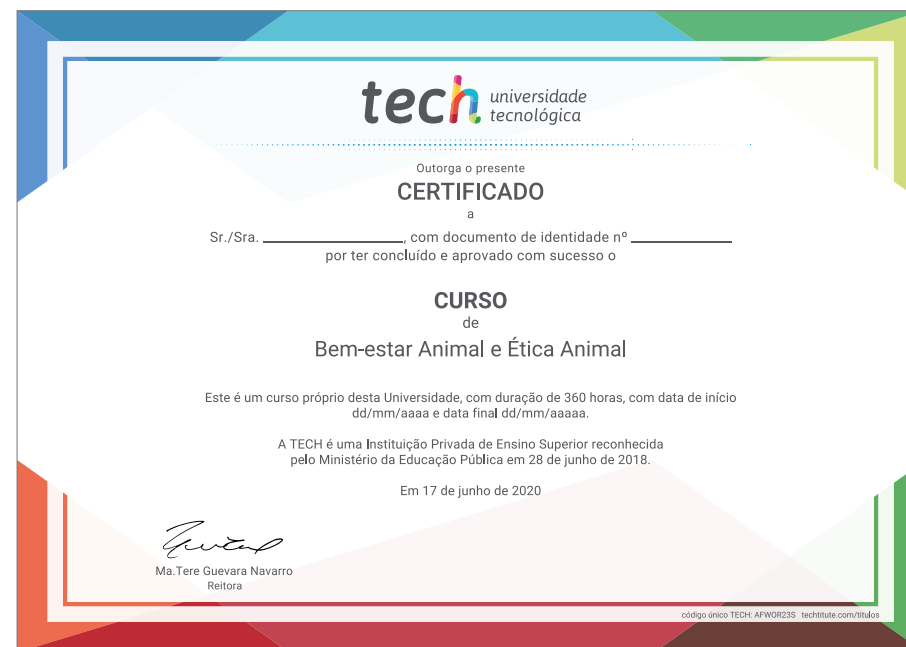 tech universidade
tecnológica
Outorga o presente
CERTIFICADO
a
Sr./Sra. ____________, com documento de identidade nº ____________
por ter concluído e aprovado com sucesso o
CURSO
de
Bem-estar Animal e Ética Animal
Este é um curso próprio desta Universidade, com duração de 360 horas, com data de início
dd/mm/aaaa e data final dd/mm/aaaaa.
A TECH é uma Instituição Privada de Ensino Superior reconhecida
pelo Ministério da Educação Pública em 28 de junho de 2018.
Em 17 de junho de 2020
Ma.Tere Guevara Navarro
Reitora
código único TECH: AFWOR23S techtitute.com/titulos